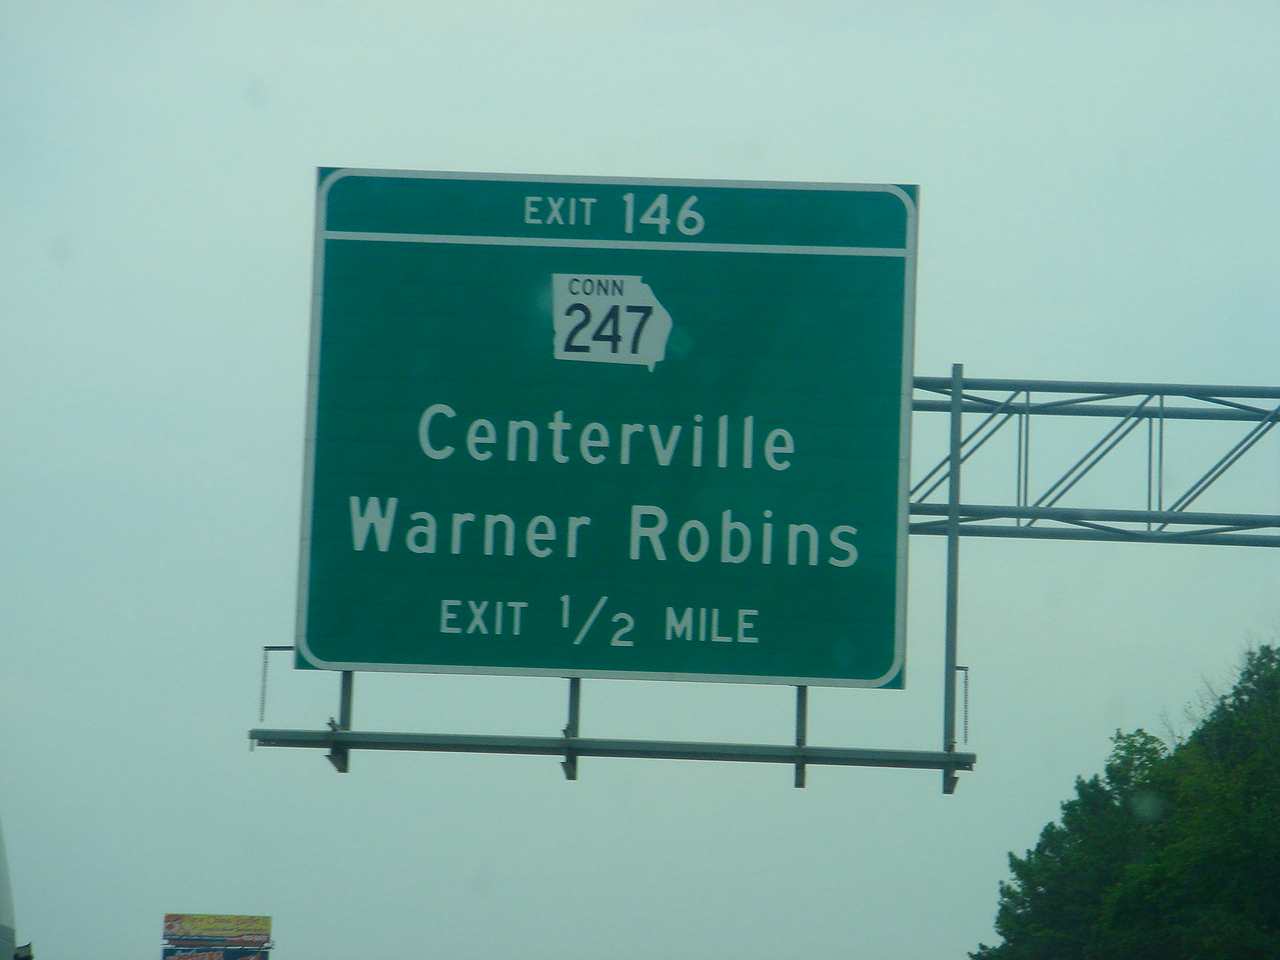 EXIT 146
CONN
247
Centerville
Warner Robins
EXIT 1/2 MILE